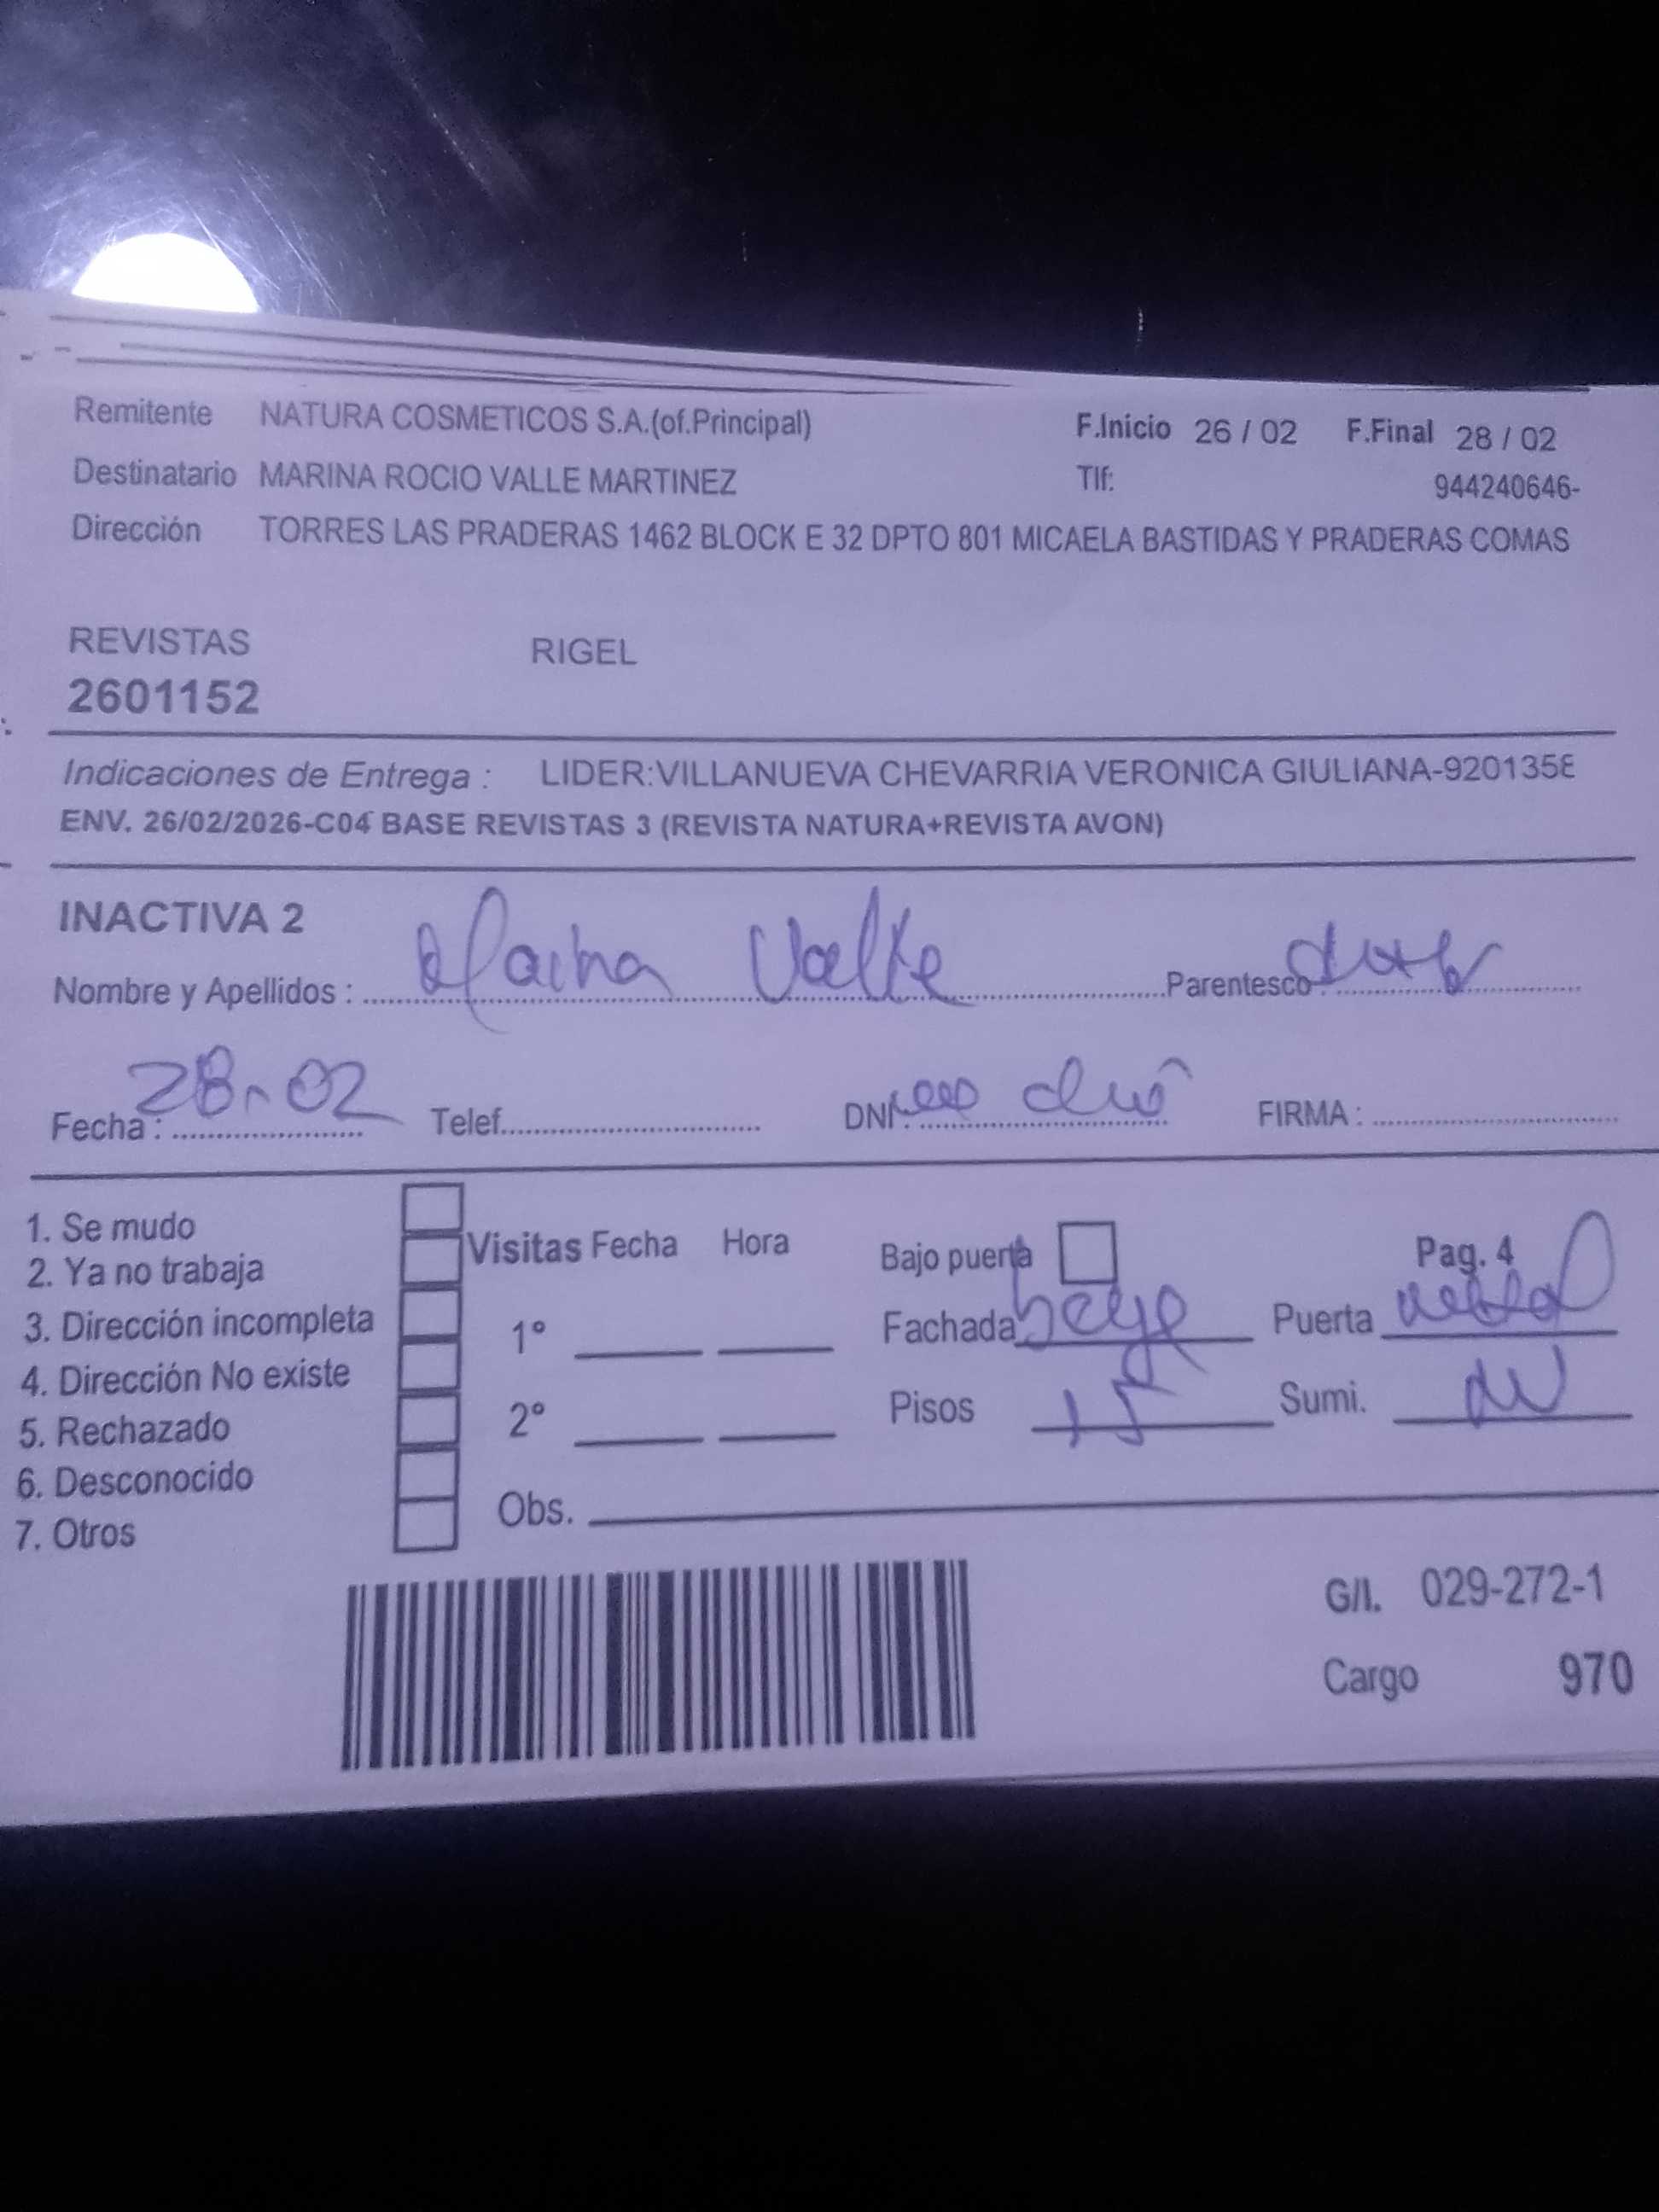 Remitente NATURA COSMETICOS S.A.(of.Principal) F.Inicio 26 / 02 F.Final 28 / 02
Destinatario MARINA ROCIO VALLE MARTINEZ Tlf: 944240646-
Dirección TORRES LAS PRADERAS 1462 BLOCK E 32 DPTO 801 MICAELA BASTIDAS Y PRADERAS COMAS
REVISTAS RIGEL
2601152
Indicaciones de Entrega : LIDER:VILLANUEVA CHEVARRIA VERONICA GIULIANA-920135
ENV. 26/02/2026-C04 BASE REVISTAS 3 (REVISTA NATURA+REVISTA AVON)
INACTIVA 2
Nombre y Apellidos : Marina Valle Parentesco :
Fecha : 28-02 Telef. DNI: FIRMA :
1. Se mudo
2. Ya no trabaja
3. Dirección incompleta
4. Dirección No existe
5. Rechazado
6. Desconocido
7. Otros
Visitas Fecha Hora
1°
2°
Obs.
Bajo puerta Pag. 4
Fachada beige Puerta metal
Pisos 15 Sumi.
G/I. 029-272-1
Cargo 970